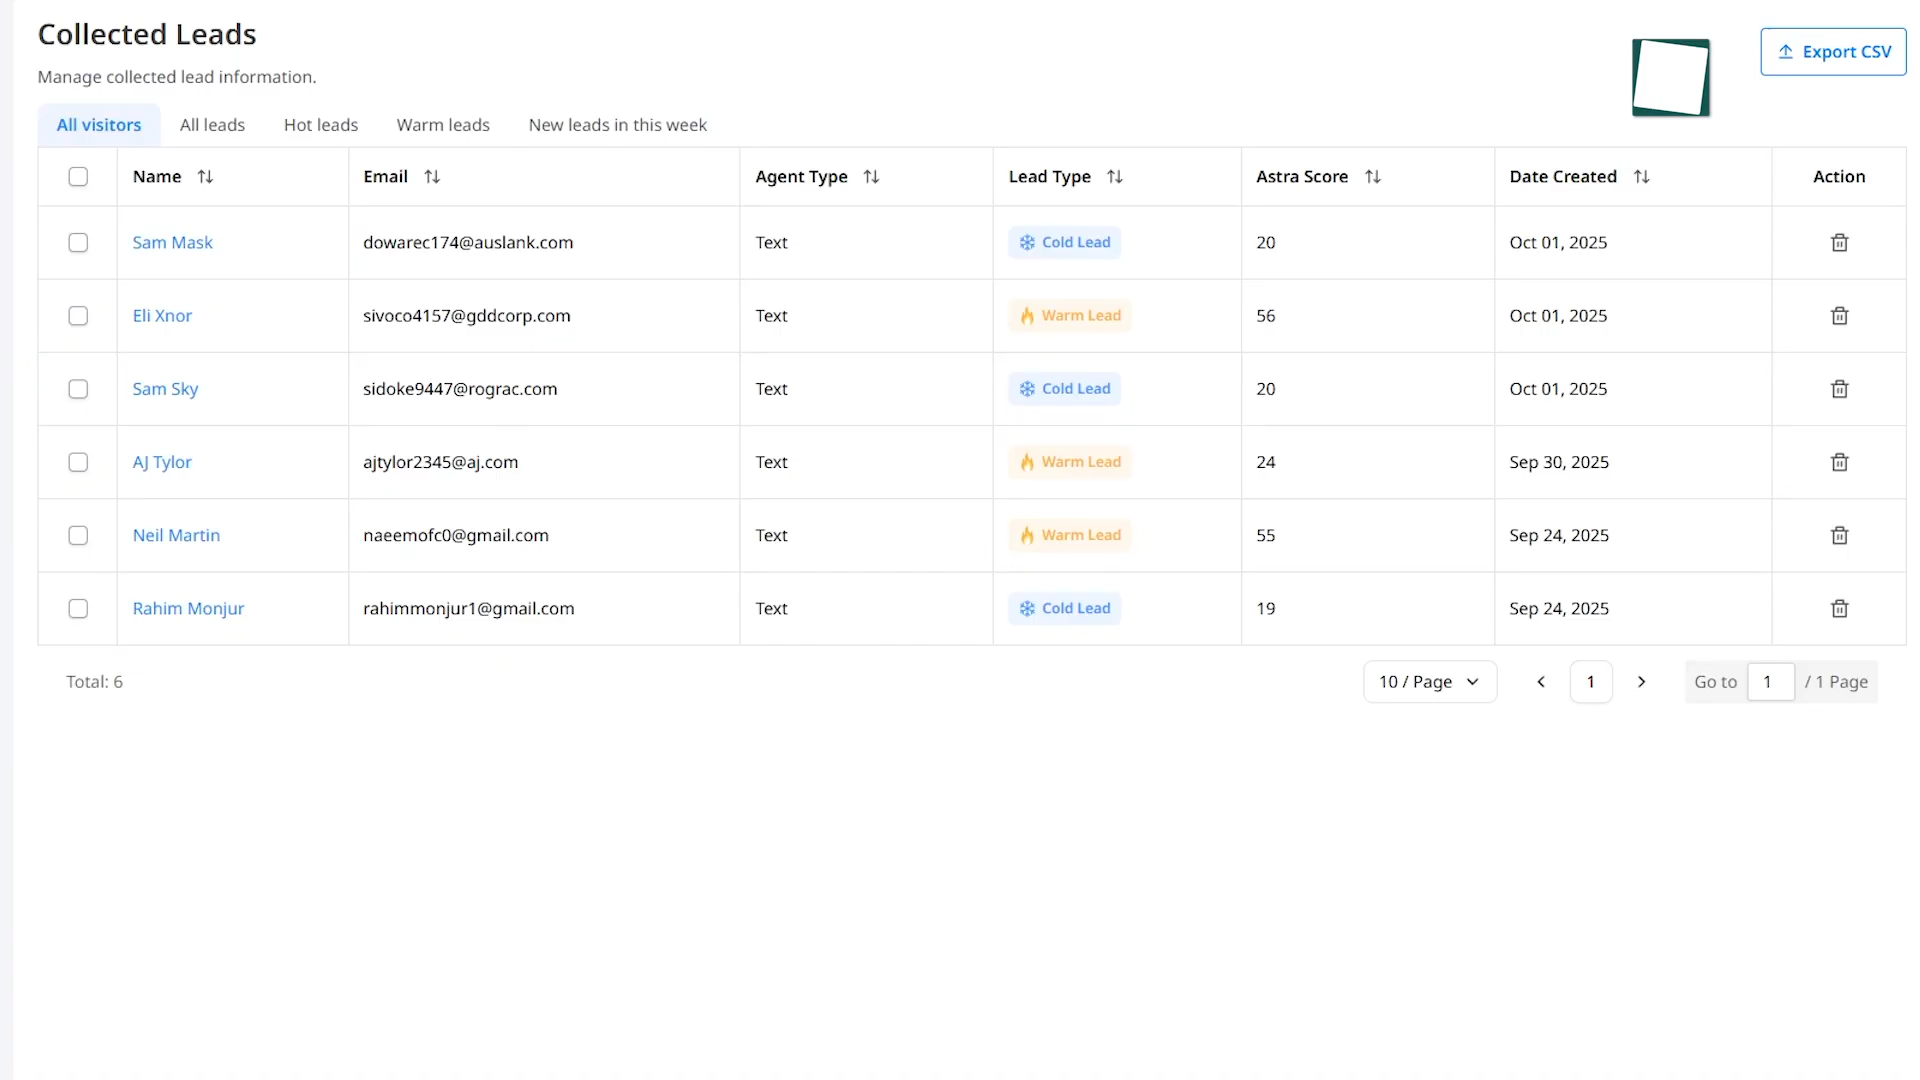 Collected Leads
Export CSV
Manage collected lead information.
All visitors All leads Hot leads Warm leads New leads in this week
Name Email Agent Type Lead Type Astra Score Date Created Action
Sam Mask dowarec174@auslank.com Text Cold Lead 20 Oct 01, 2025
Eli Xnor sivoco4157@gddcorp.com Text Warm Lead 56 Oct 01, 2025
Sam Sky sidoke9447@rograc.com Text Cold Lead 20 Oct 01, 2025
AJ Tylor ajtylor2345@aj.com Text Warm Lead 24 Sep 30, 2025
Neil Martin naeemofc0@gmail.com Text Warm Lead 55 Sep 24, 2025
Rahim Monjur rahimmonjur1@gmail.com Text Cold Lead 19 Sep 24, 2025
Total: 6 10 / Page 1 Go to 1 / 1 Page